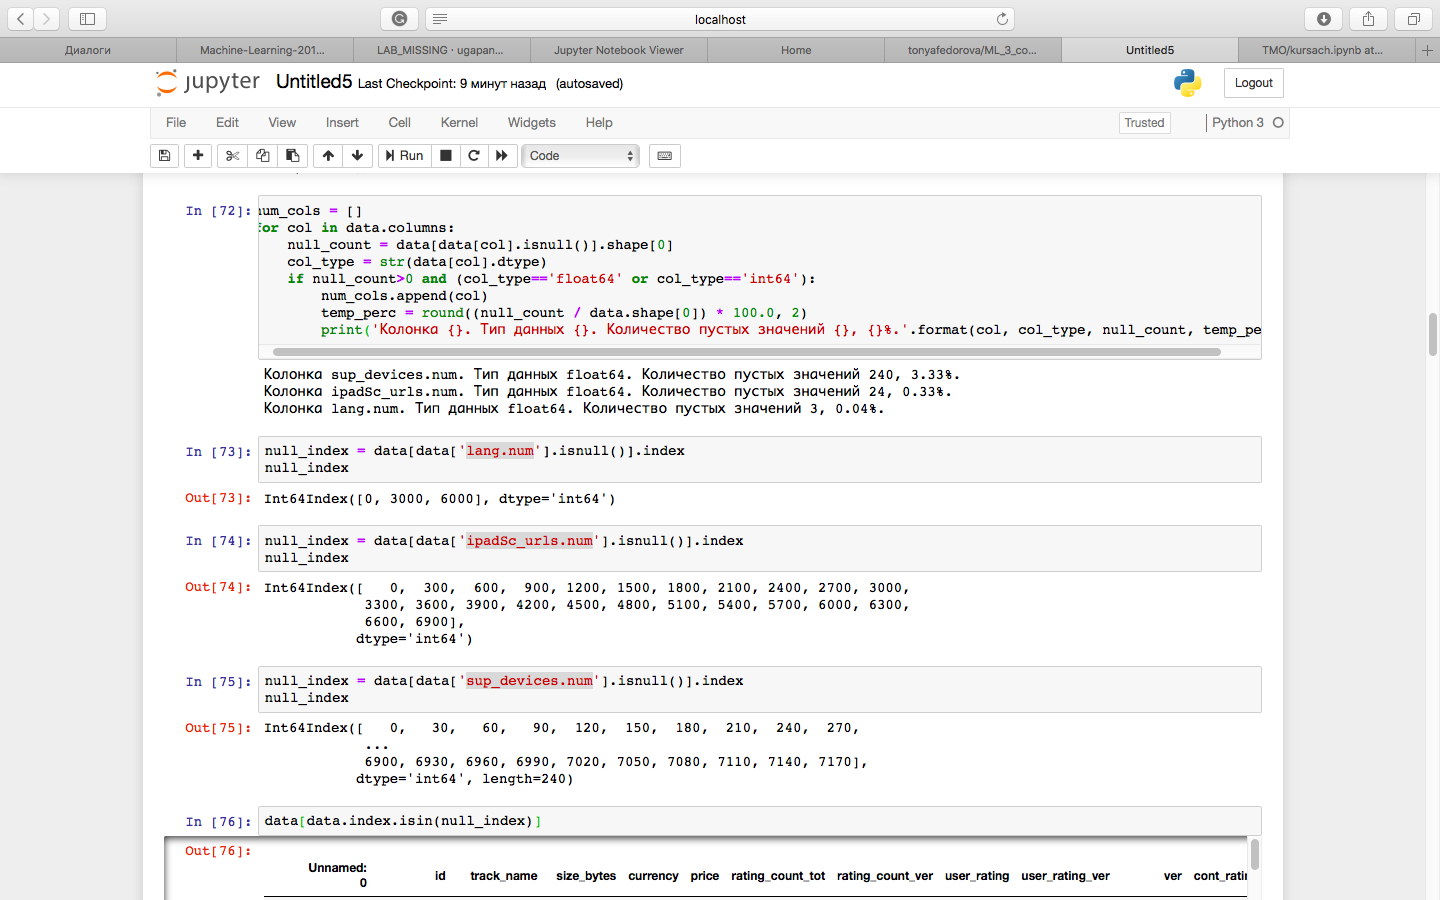 localhost
Диалоги
Machine-Learning-201...
LAB_MISSING · ugapan...
Jupyter Notebook Viewer
Home
tonyafedorova/ML_3_co...
Untitled5
TMO/kursach.ipynb at...
jupyter Untitled5 Last Checkpoint: 9 минут назад (autosaved)
Logout
File Edit View Insert Cell Kernel Widgets Help
Trusted
Python 3
Run
Code
In [72]:
num_cols = []
for col in data.columns:
null_count = data[data[col].isnull()].shape[0]
col_type = str(data[col].dtype)
if null_count>0 and (col_type=='float64' or col_type=='int64'):
num_cols.append(col)
temp_perc = round((null_count / data.shape[0]) * 100.0, 2)
print('Колонка {}. Тип данных {}. Количество пустых значений {}, {}%.'.format(col, col_type, null_count, temp_pe
Колонка sup_devices.num. Тип данных float64. Количество пустых значений 240, 3.33%.
Колонка ipadSc_urls.num. Тип данных float64. Количество пустых значений 24, 0.33%.
Колонка lang.num. Тип данных float64. Количество пустых значений 3, 0.04%.
In [73]: null_index = data[data['lang.num'].isnull()].index
null_index
Out[73]: Int64Index([0, 3000, 6000], dtype='int64')
In [74]: null_index = data[data['ipadSc_urls.num'].isnull()].index
null_index
Out[74]: Int64Index([ 0, 300, 600, 900, 1200, 1500, 1800, 2100, 2400, 2700, 3000,
3300, 3600, 3900, 4200, 4500, 4800, 5100, 5400, 5700, 6000, 6300,
6600, 6900],
dtype='int64')
In [75]: null_index = data[data['sup_devices.num'].isnull()].index
null_index
Out[75]: Int64Index([ 0, 30, 60, 90, 120, 150, 180, 210, 240, 270,
...
6900, 6930, 6960, 6990, 7020, 7050, 7080, 7110, 7140, 7170],
dtype='int64', length=240)
In [76]: data[data.index.isin(null_index)]
Out[76]:
Unnamed:
0 id track_name size_bytes currency price rating_count_tot rating_count_ver user_rating user_rating_ver ver cont_ratin